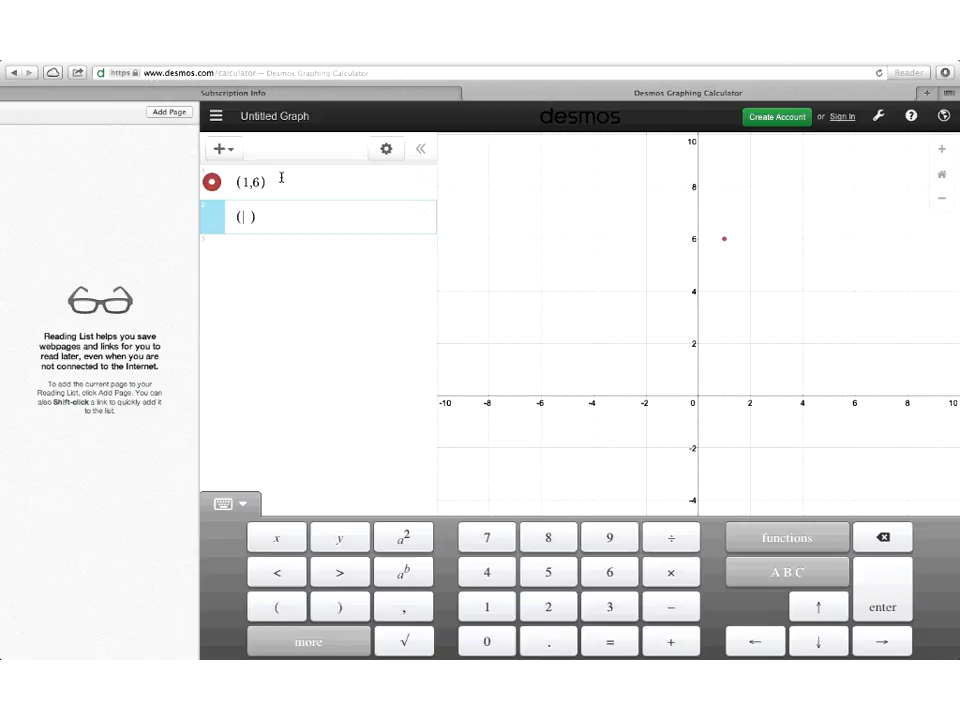 https www.desmos.com/calculator — Desmos Graphing Calculator
Reader
Subscription Info
Desmos Graphing Calculator
+
Add Page
Untitled Graph
desmos
Create Account or Sign In
?
+
«
1
(1,6)
2
( )
3
Reading List helps you save
webpages and links for you to
read later, even when you are
not connected to the Internet.
To add the current page to your
Reading List, click Add Page. You can
also Shift-click a link to quickly add it
to the list.
10
8
6
4
2
-10 -8 -6 -4 -2 0 2 4 6 8 10
-2
-4
+
−
x y a² 7 8 9 ÷ functions
< > aᵇ 4 5 6 × A B C
( ) , 1 2 3 − ↑ enter
more √ 0 . = + ← ↓ →